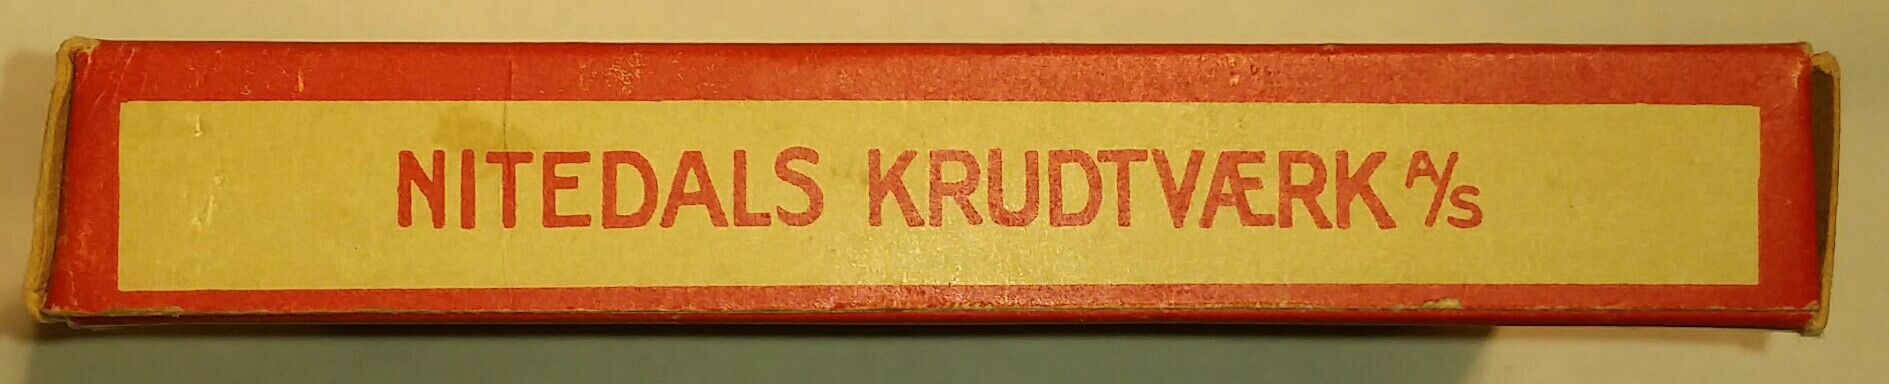 NITEDALS KRUDTVÆRK A/S